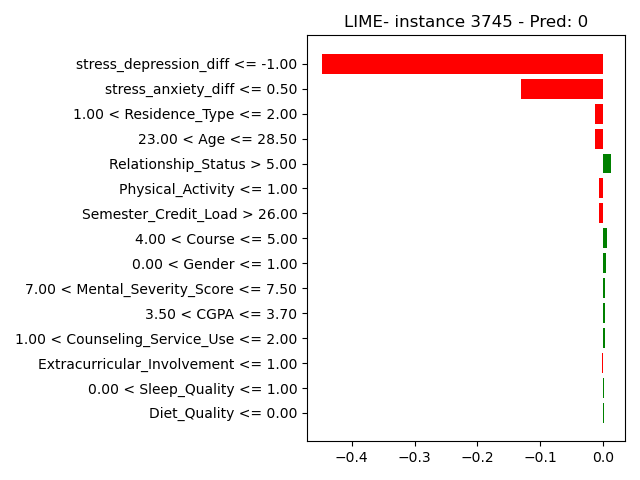 LIME- instance 3745 - Pred: 0
stress_depression_diff <= -1.00
stress_anxiety_diff <= 0.50
1.00 < Residence_Type <= 2.00
23.00 < Age <= 28.50
Relationship_Status > 5.00
Physical_Activity <= 1.00
Semester_Credit_Load > 26.00
4.00 < Course <= 5.00
0.00 < Gender <= 1.00
7.00 < Mental_Severity_Score <= 7.50
3.50 < CGPA <= 3.70
1.00 < Counseling_Service_Use <= 2.00
Extracurricular_Involvement <= 1.00
0.00 < Sleep_Quality <= 1.00
Diet_Quality <= 0.00
−0.4 −0.3 −0.2 −0.1 0.0